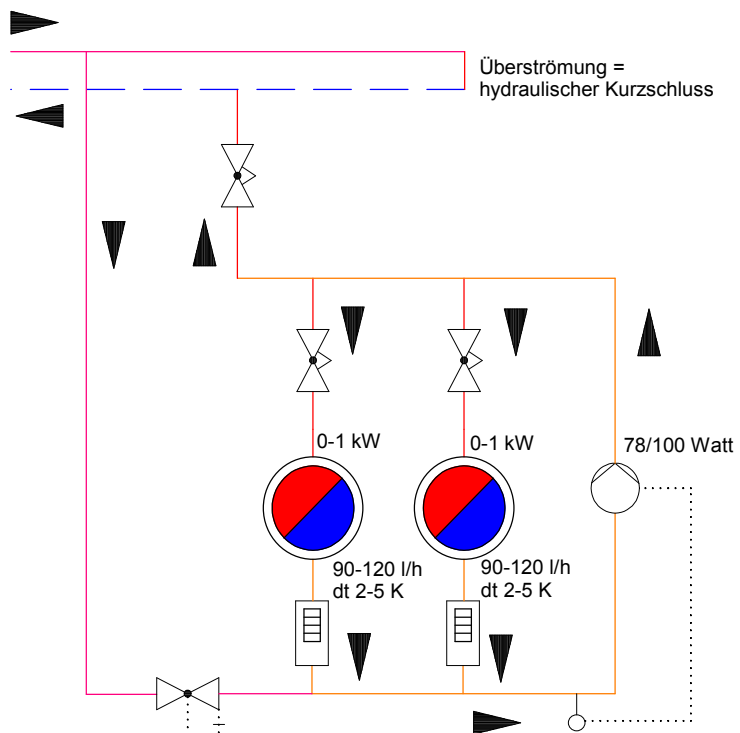 Überströmung =
hydraulischer Kurzschluss
0-1 kW
0-1 kW
78/100 Watt
90-120 l/h
dt 2-5 K
90-120 l/h
dt 2-5 K